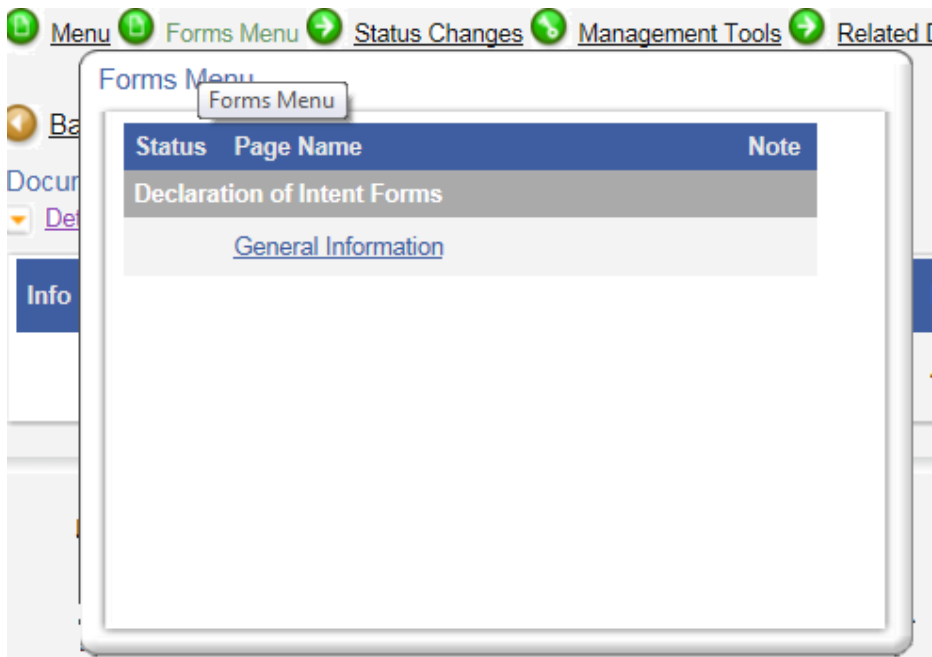 Menu Forms Menu Status Changes Management Tools Related
Forms Menu
Forms Menu
Status Page Name Note
Declaration of Intent Forms
General Information
Info